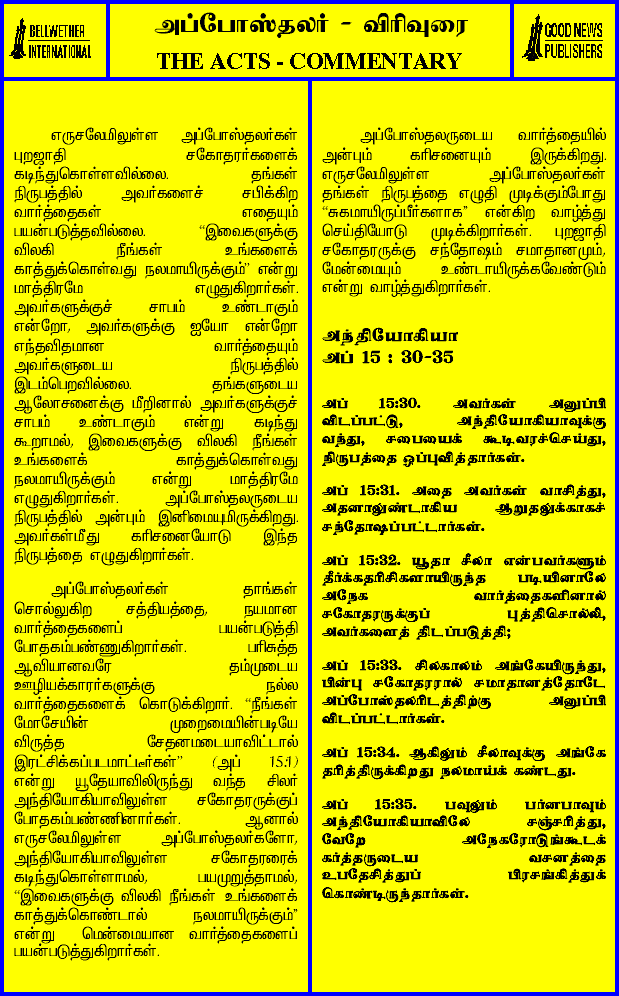 BELLWETHER
INTERNATIONAL
அப்போஸ்தலர் - விரிவுரை
THE ACTS - COMMENTARY
GOOD NEWS
PUBLISHERS
எருசலேமிலுள்ள அப்போஸ்தலர்கள்
புறஜாதி சகோதரர்களைக்
கடிந்துகொள்ளவில்லை. தங்கள்
நிருபத்தில் அவர்களைச் சபிக்கிற
வார்த்தைகள் எதையும்
பயன்படுத்தவில்லை. “இவைகளுக்கு
விலகி நீங்கள் உங்களைக்
காத்துக்கொள்வது நலமாயிருக்கும்” என்று
மாத்திரமே எழுதுகிறார்கள்.
அவர்களுக்குச் சாபம் உண்டாகும்
என்றோ, அவர்களுக்கு ஐயோ என்றோ
எந்தவிதமான வார்த்தையும்
அவர்களுடைய நிருபத்தில்
இடம்பெறவில்லை. தங்களுடைய
ஆலோசனைக்கு மீறினால் அவர்களுக்குச்
சாபம் உண்டாகும் என்று கடிந்து
கூறாமல், இவைகளுக்கு விலகி நீங்கள்
உங்களைக் காத்துக்கொள்வது
நலமாயிருக்கும் என்று மாத்திரமே
எழுதுகிறார்கள். அப்போஸ்தலருடைய
நிருபத்தில் அன்பும் இனிமையுமிருக்கிறது.
அவர்கள்மீது கரிசனையோடு இந்த
நிருபத்தை எழுதுகிறார்கள்.
அப்போஸ்தலர்கள் தாங்கள்
சொல்லுகிற சத்தியத்தை, நயமான
வார்த்தைகளைப் பயன்படுத்தி
போதகம்பண்ணுகிறார்கள். பரிசுத்த
ஆவியானவரே தம்முடைய
ஊழியக்காரர்களுக்கு நல்ல
வார்த்தைகளைக் கொடுக்கிறார். “நீங்கள்
மோசேயின் முறைமையின்படியே
விருத்த சேதனமடையாவிட்டால்
இரட்சிக்கப்படமாட்டீர்கள்” (அப் 15:1)
என்று யூதேயாவிலிருந்து வந்த சிலர்
அந்தியோகியாவிலுள்ள சகோதரருக்குப்
போதகம்பண்ணினார்கள். ஆனால்
எருசலேமிலுள்ள அப்போஸ்தலர்களோ,
அந்தியோகியாவிலுள்ள சகோதரரைக்
கடிந்துகொள்ளாமல், பயமுறுத்தாமல்,
“இவைகளுக்கு விலகி நீங்கள் உங்களைக்
காத்துக்கொண்டால் நலமாயிருக்கும்”
என்று மென்மையான வார்த்தைகளைப்
பயன்படுத்துகிறார்கள்.
அப்போஸ்தலருடைய வார்த்தையில்
அன்பும் கரிசனையும் இருக்கிறது.
எருசலேமிலுள்ள அப்போஸ்தலர்கள்
தங்கள் நிருபத்தை எழுதி முடிக்கும்போது
“சுகமாயிருப்பீர்களாக” என்கிற வாழ்த்து
செய்தியோடு முடிக்கிறார்கள். புறஜாதி
சகோதரருக்கு சந்தோஷம் சமாதானமும்,
மேன்மையும் உண்டாயிருக்கவேண்டும்
என்று வாழ்த்துகிறார்கள்.
அந்தியோகியா
அப் 15 : 30-35
அப் 15:30. அவர்கள் அனுப்பி
விடப்பட்டு, அந்தியோகியாவுக்கு
வந்து, சபையைக் கூடிவரச்செய்து,
நிருபத்தை ஒப்புவித்தார்கள்.
அப் 15:31. அதை அவர்கள் வாசித்து,
அதனாலுண்டாகிய ஆறுதலுக்காகச்
சந்தோஷப்பட்டார்கள்.
அப் 15:32. யூதா சீலா என்பவர்களும்
தீர்க்கதரிசிகளாயிருந்த படியினாலே
அநேக வார்த்தைகளினால்
சகோதரருக்குப் புத்திசொல்லி,
அவர்களைத் திடப்படுத்தி;
அப் 15:33. சிலகாலம் அங்கேயிருந்து,
பின்பு சகோதரரால் சமாதானத்தோடே
அப்போஸ்தலரிடத்திற்கு அனுப்பி
விடப்பட்டார்கள்.
அப் 15:34. ஆகிலும் சீலாவுக்கு அங்கே
தரித்திருக்கிறது நலமாய்க் கண்டது.
அப் 15:35. பவுலும் பர்னபாவும்
அந்தியோகியாவிலே சஞ்சரித்து,
வேறே அநேகரோடுங்கூடக்
கர்த்தருடைய வசனத்தை
உபதேசித்துப் பிரசங்கித்துக்
கொண்டிருந்தார்கள்.